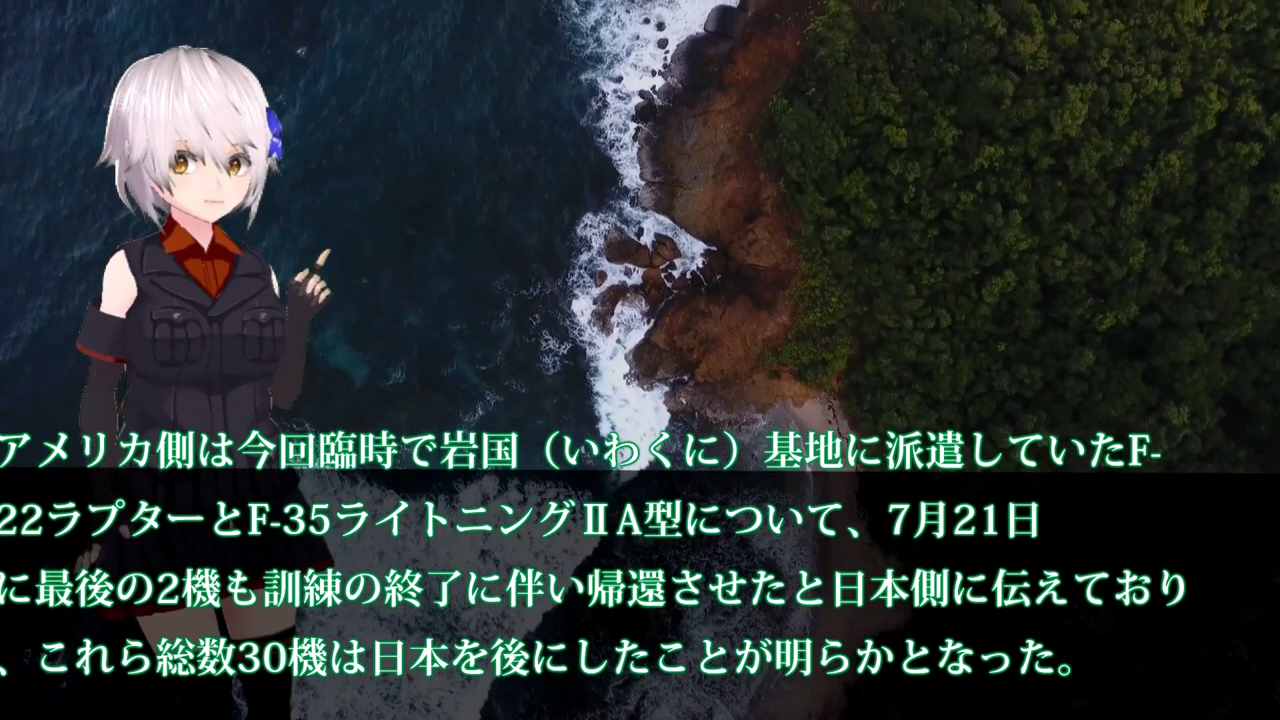 アメリカ側は今回臨時で岩国（いわくに）基地に派遣していたF-
22ラプターとF-35ライトニングⅡA型について、7月21日
に最後の2機も訓練の終了に伴い帰還させたと日本側に伝えており
、これら総数30機は日本を後にしたことが明らかとなった。